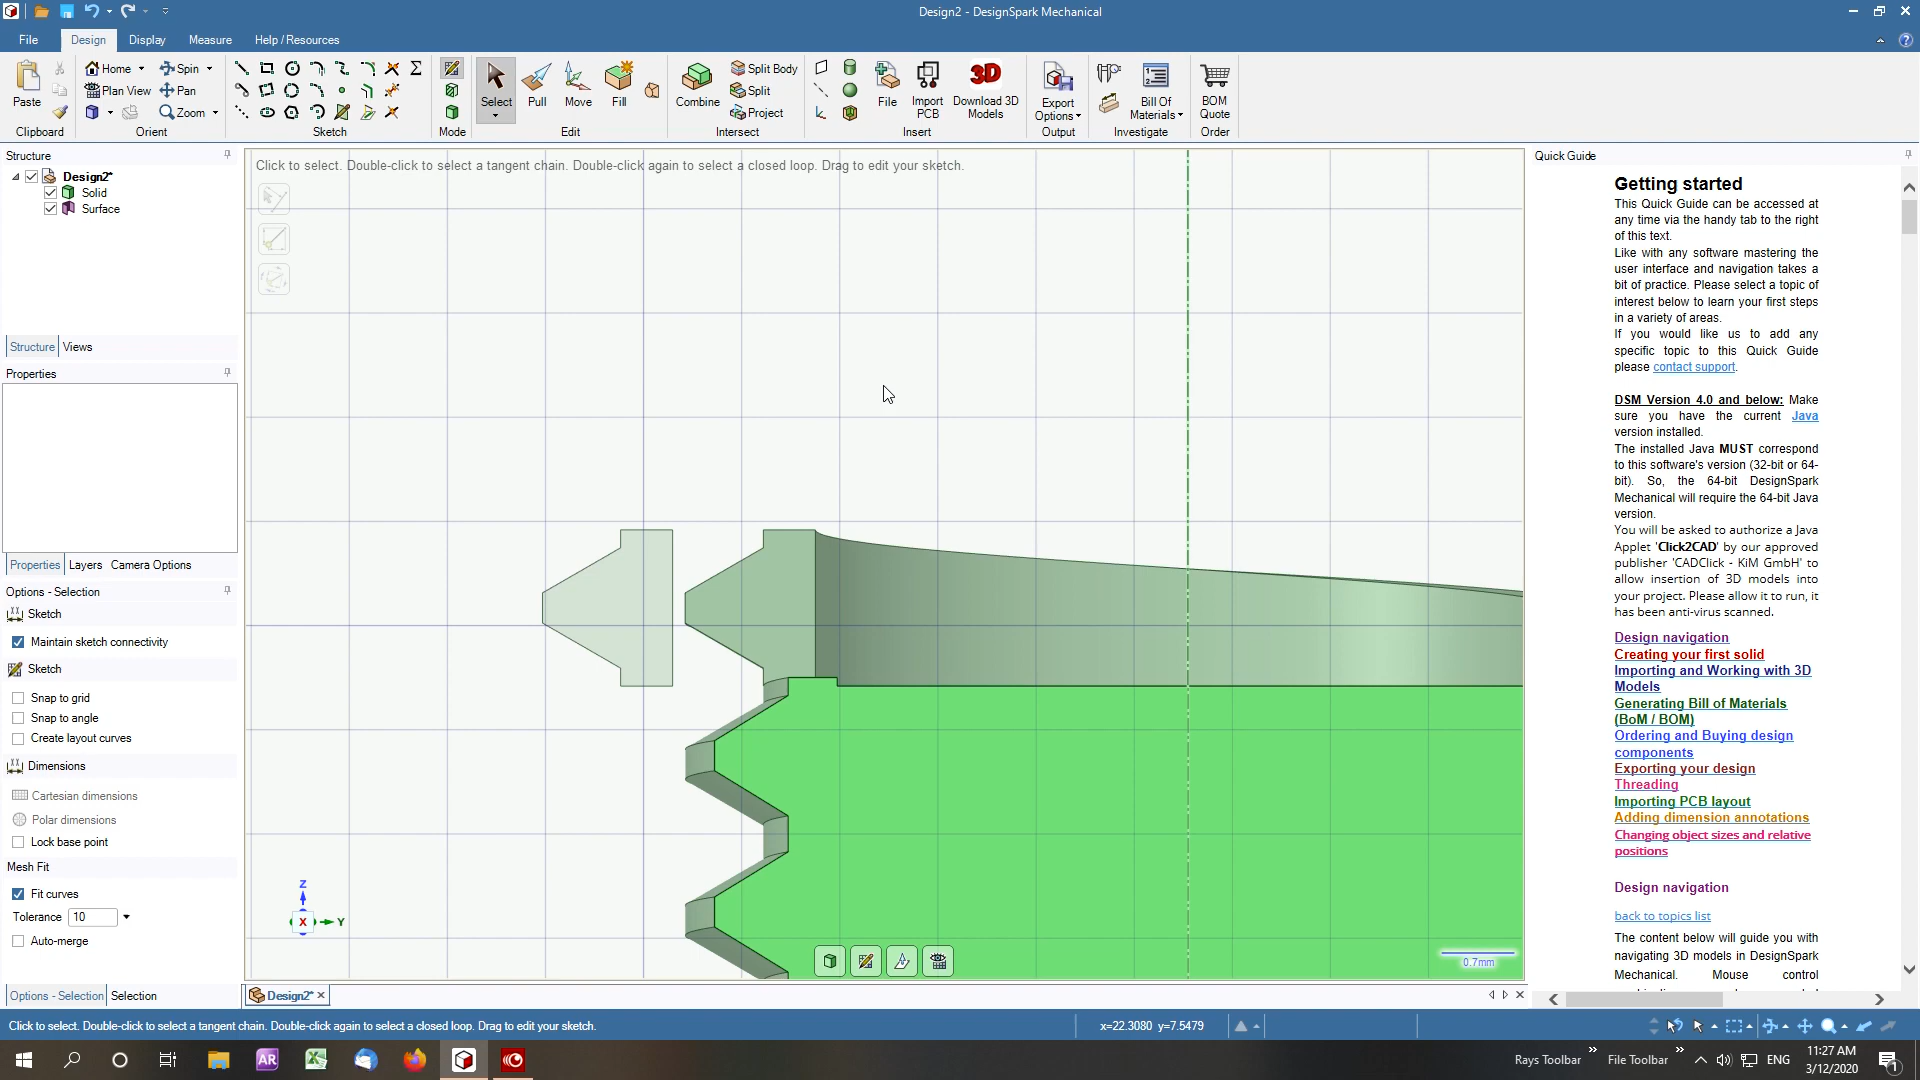 Design2 - DesignSpark Mechanical
File Design Display Measure Help / Resources
Paste Home Spin Plan View Pan Zoom Select Pull Move Fill Combine Split Body Split Project File Import PCB Download 3D Models Export Options Bill Of Materials BOM Quote
Clipboard Orient Sketch Mode Edit Intersect Insert Output Investigate Order
Structure
Design2*
Solid
Surface
Structure Views
Properties
Properties Layers Camera Options
Options - Selection
Sketch
Maintain sketch connectivity
Sketch
Snap to grid
Snap to angle
Create layout curves
Dimensions
Cartesian dimensions
Polar dimensions
Lock base point
Mesh Fit
Fit curves
Tolerance 10
Auto-merge
Options - Selection Selection
Click to select. Double-click to select a tangent chain. Double-click again to select a closed loop. Drag to edit your sketch.
Z
X
Y
0.7mm
Design2*
Quick Guide
Getting started
This Quick Guide can be accessed at
any time via the handy tab to the right
of this text.
Like with any software mastering the
user interface and navigation takes a
bit of practice. Please select a topic of
interest below to learn your first steps
in a variety of areas.
If you would like us to add any
specific topic to this Quick Guide
please contact support.
DSM Version 4.0 and below: Make
sure you have the current Java
version installed.
The installed Java MUST correspond
to this software's version (32-bit or 64-
bit). So, the 64-bit DesignSpark
Mechanical will require the 64-bit Java
version.
You will be asked to authorize a Java
Applet 'Click2CAD' by our approved
publisher 'CADClick - KiM GmbH' to
allow insertion of 3D models into
your project. Please allow it to run, it
has been anti-virus scanned.
Design navigation
Creating your first solid
Importing and Working with 3D
Models
Generating Bill of Materials
(BoM / BOM)
Ordering and Buying design
components
Exporting your design
Threading
Importing PCB layout
Adding dimension annotations
Changing object sizes and relative
positions
Design navigation
back to topics list
The content below will guide you with
navigating 3D models in DesignSpark
Mechanical. Mouse control
Click to select. Double-click to select a tangent chain. Double-click again to select a closed loop. Drag to edit your sketch.
x=22.3080 y=7.5479
AR
Rays Toolbar
File Toolbar
ENG
11:27 AM
3/12/2020
1